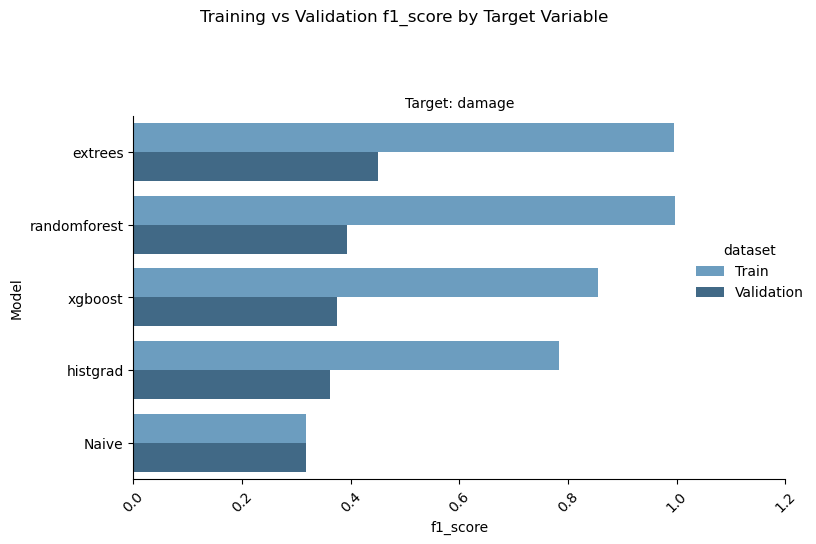 Training vs Validation f1_score by Target Variable
Target: damage
extrees
randomforest
xgboost
histgrad
Naive
Model
dataset
Train
Validation
0.0
0.2
0.4
0.6
0.8
1.0
1.2
f1_score